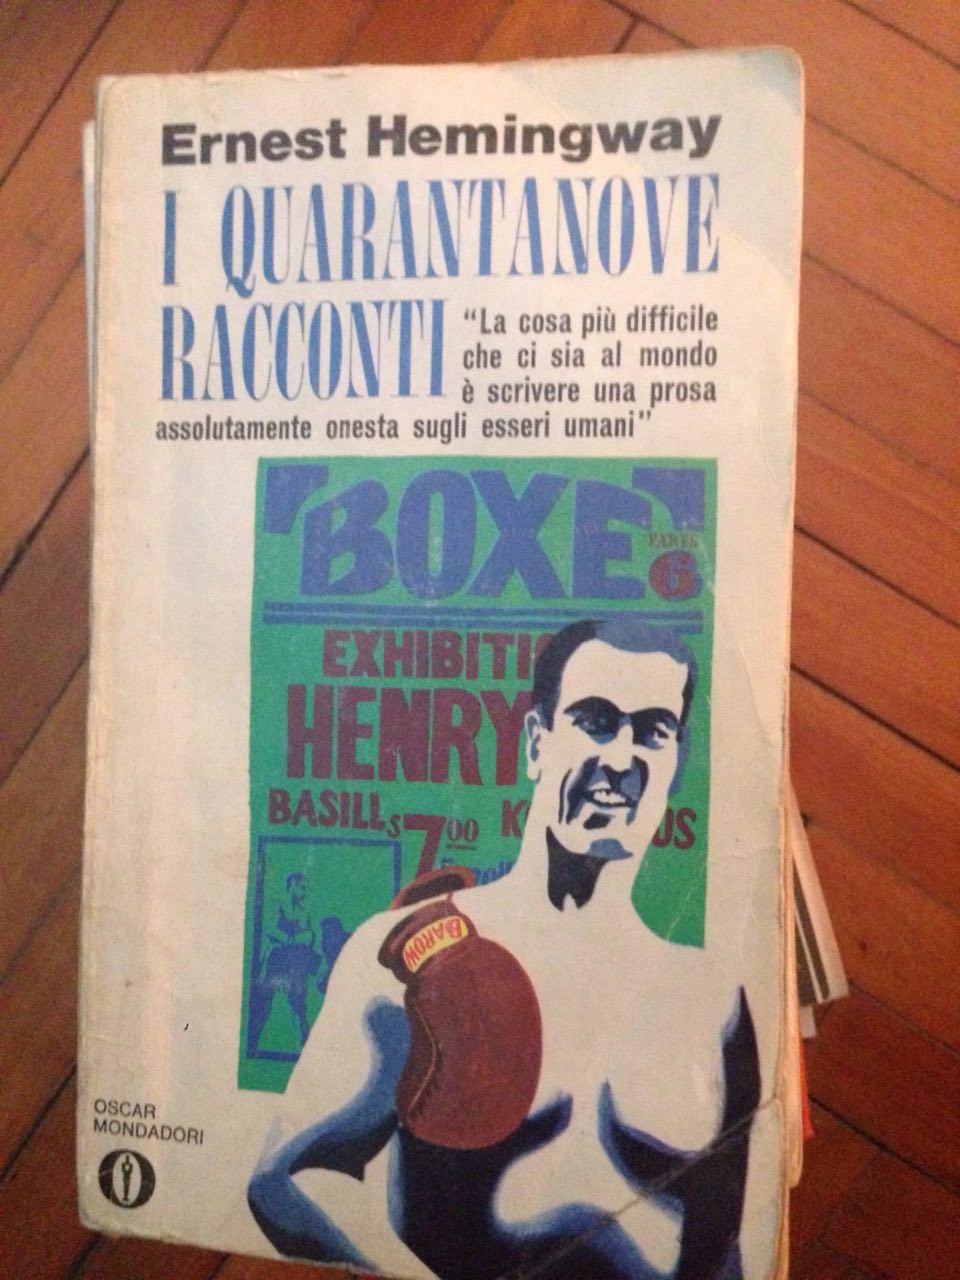 Ernest Hemingway
I QUARANTANOVE
RACCONTI
"La cosa più difficile
che ci sia al mondo
è scrivere una prosa
assolutamente onesta sugli esseri umani"
"BOXE"
6
EXHIBITI
HENRY
BASILL
$7.00
US
BAROW
OSCAR
MONDADORI